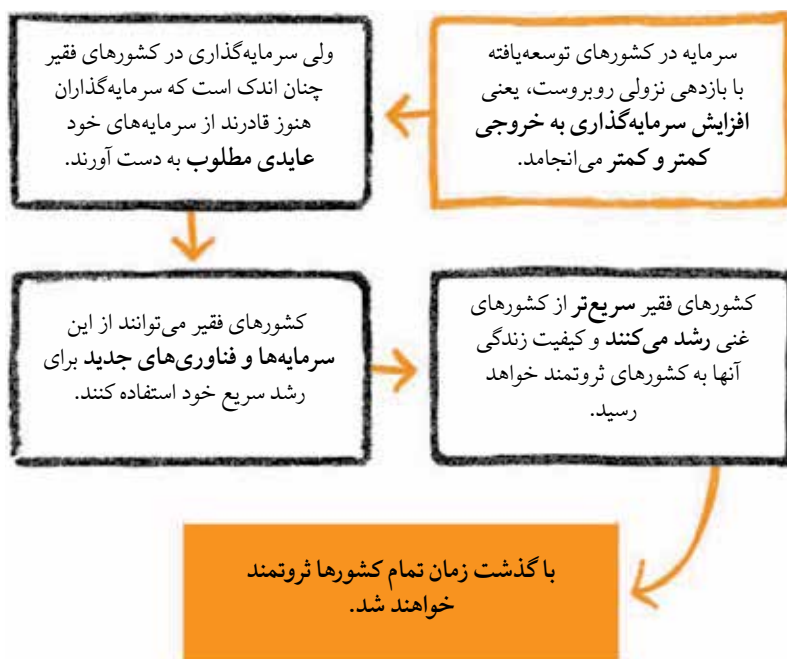 سرمایه در کشورهای توسعه‌یافته
با بازدهی نزولی روبروست، یعنی
افزایش سرمایه‌گذاری به خروجی
کمتر و کمتر می‌انجامد.
ولی سرمایه‌گذاری در کشورهای فقیر
چنان اندک است که سرمایه‌گذاران
هنوز قادرند از سرمایه‌های خود
عایدی مطلوب به دست آورند.
کشورهای فقیر می‌توانند از این
سرمایه‌ها و فناوری‌های جدید برای
رشد سریع خود استفاده کنند.
کشورهای فقیر سریع‌تر از کشورهای
غنی رشد می‌کنند و کیفیت زندگی
آنها به کشورهای ثروتمند خواهد
رسید.
با گذشت زمان تمام کشورها ثروتمند
خواهند شد.